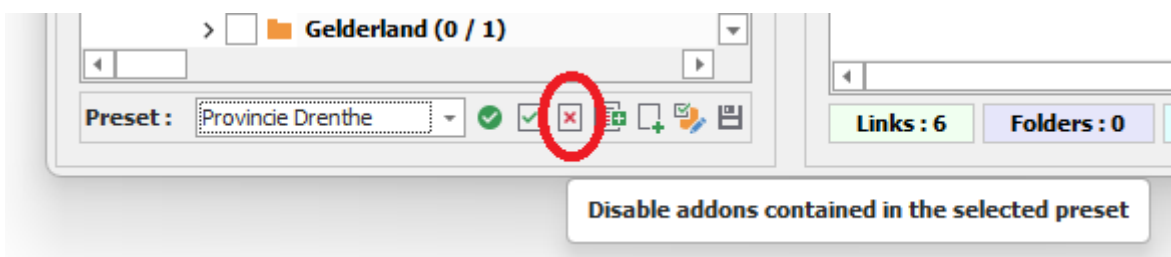 Gelderland (0 / 1)
Preset :
Provincie Drenthe
Links : 6
Folders : 0
Disable addons contained in the selected preset